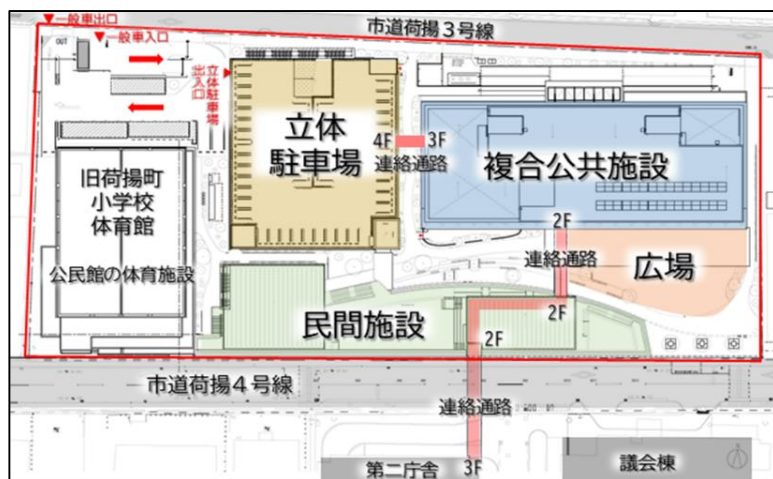 一般車出口
市道荷揚3号線
一般車入口
OUT
IN
立体駐車場
出入口
立体
駐車場
4F
3F
連絡通路
複合公共施設
旧荷揚町
小学校
体育館
公民館の体育施設
2F
連絡通路
広場
2F
民間施設
2F
市道荷揚4号線
連絡通路
第二庁舎
3F
議会棟